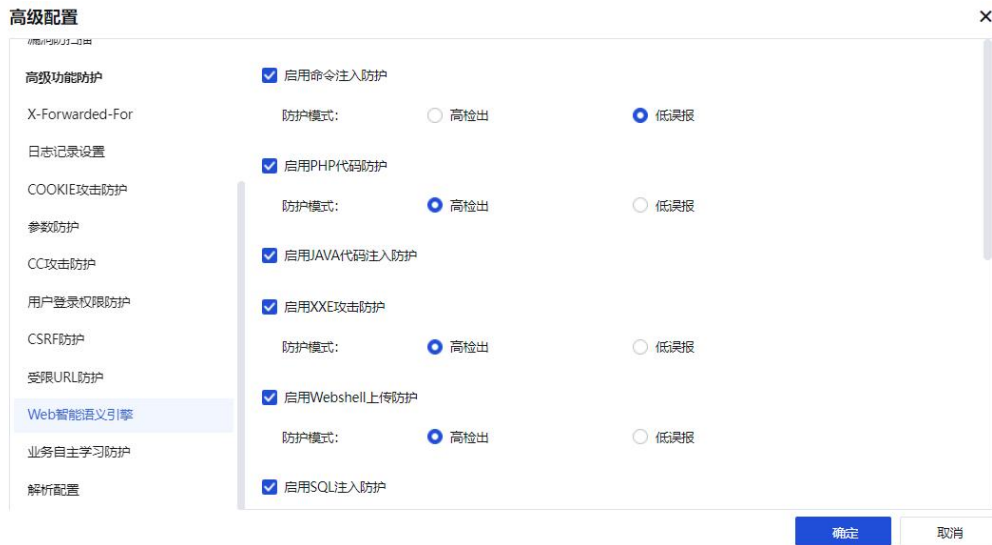 高级配置
漏洞防扫描
高级功能防护
X-Forwarded-For
日志记录设置
COOKIE攻击防护
参数防护
CC攻击防护
用户登录权限防护
CSRF防护
受限URL防护
Web智能语义引擎
业务自主学习防护
解析配置
启用命令注入防护
防护模式: 高检出 低误报
启用PHP代码防护
防护模式: 高检出 低误报
启用JAVA代码注入防护
启用XXE攻击防护
防护模式: 高检出 低误报
启用Webshell上传防护
防护模式: 高检出 低误报
启用SQL注入防护
确定 取消